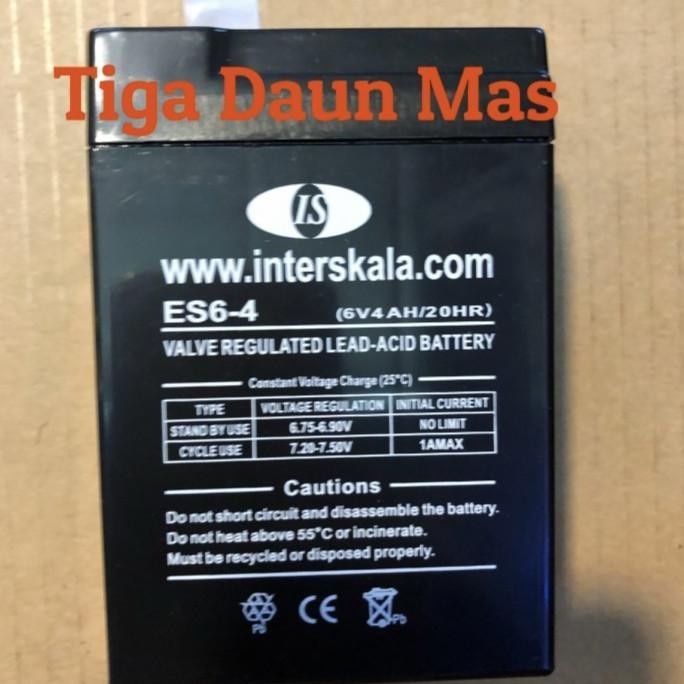 Tiga Daun Mas
IS
www.interskala.com
ES6-4 (6V4AH/20HR)
VALVE REGULATED LEAD-ACID BATTERY
Constant Voltage Charge (25°C)
TYPE VOLTAGE REGULATION INITIAL CURRENT
STAND BY USE 6.75-6.90V NO LIMIT
CYCLE USE 7.20-7.50V 1AMAX
Cautions
Do not short circuit and disassemble the battery.
Do not heat above 55°C or incinerate.
Must be recycled or disposed properly.
Pb CE Pb